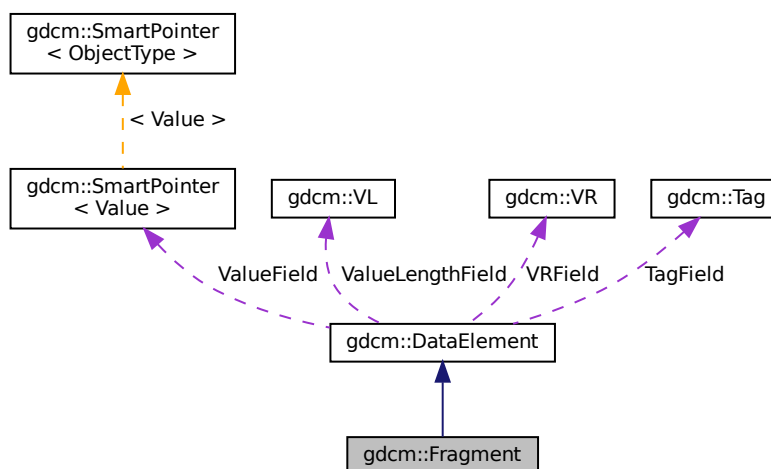 gdcm::SmartPointer
< ObjectType >
< Value >
gdcm::SmartPointer
< Value >
gdcm::VL
gdcm::VR
gdcm::Tag
ValueField
ValueLengthField
VRField
TagField
gdcm::DataElement
gdcm::Fragment